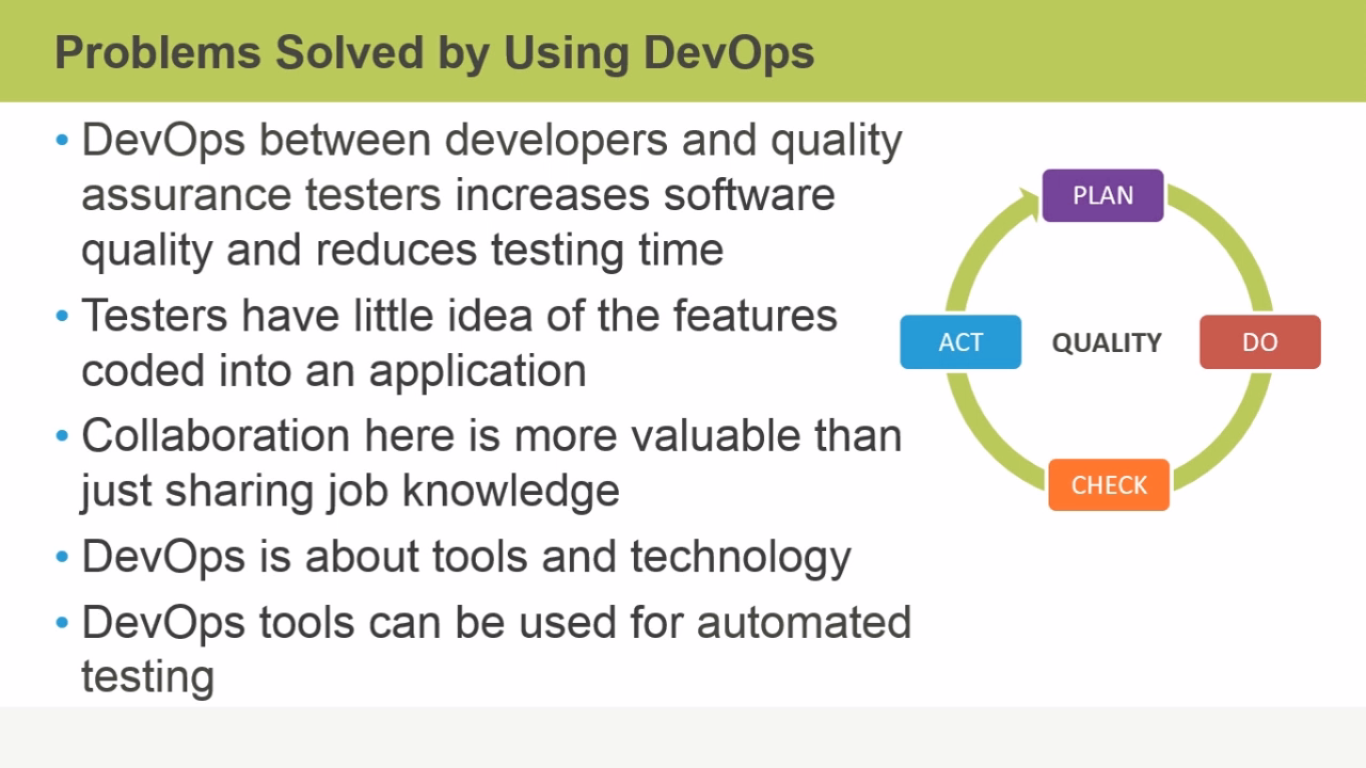 Problems Solved by Using DevOps
• DevOps between developers and quality
assurance testers increases software
quality and reduces testing time
• Testers have little idea of the features
coded into an application
• Collaboration here is more valuable than
just sharing job knowledge
• DevOps is about tools and technology
• DevOps tools can be used for automated
testing
PLAN
ACT
QUALITY
DO
CHECK